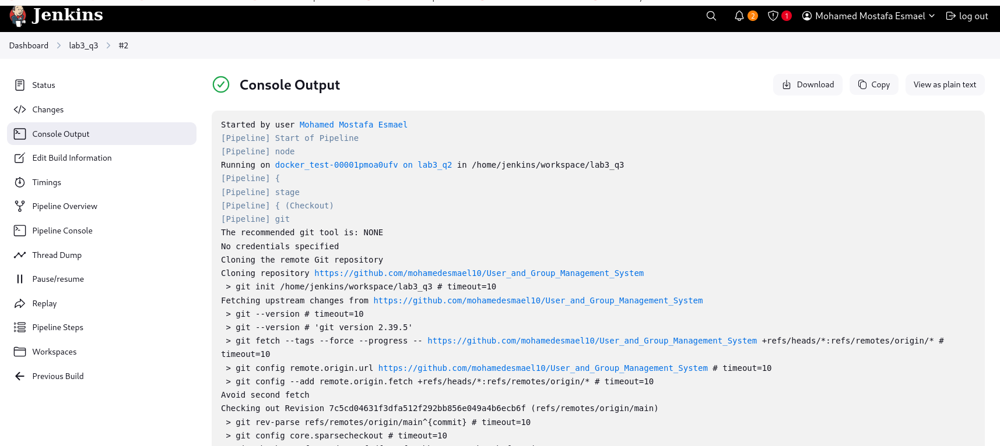 Jenkins
2
1
Mohamed Mostafa Esmael
log out
Dashboard > lab3_q3 > #2
Status
Changes
Console Output
Edit Build Information
Timings
Pipeline Overview
Pipeline Console
Thread Dump
Pause/resume
Replay
Pipeline Steps
Workspaces
Previous Build
Console Output
Download
Copy
View as plain text
Started by user Mohamed Mostafa Esmael
[Pipeline] Start of Pipeline
[Pipeline] node
Running on docker_test-00001pmoa0ufv on lab3_q2 in /home/jenkins/workspace/lab3_q3
[Pipeline] {
[Pipeline] stage
[Pipeline] { (Checkout)
[Pipeline] git
The recommended git tool is: NONE
No credentials specified
Cloning the remote Git repository
Cloning repository https://github.com/mohamedesmael10/User_and_Group_Management_System
 > git init /home/jenkins/workspace/lab3_q3 # timeout=10
Fetching upstream changes from https://github.com/mohamedesmael10/User_and_Group_Management_System
 > git --version # timeout=10
 > git --version # 'git version 2.39.5'
 > git fetch --tags --force --progress -- https://github.com/mohamedesmael10/User_and_Group_Management_System +refs/heads/*:refs/remotes/origin/* #
timeout=10
 > git config remote.origin.url https://github.com/mohamedesmael10/User_and_Group_Management_System # timeout=10
 > git config --add remote.origin.fetch +refs/heads/*:refs/remotes/origin/* # timeout=10
Avoid second fetch
Checking out Revision 7c5cd04631f3dfa512f292bb856e049a4b6ecb6f (refs/remotes/origin/main)
 > git rev-parse refs/remotes/origin/main^{commit} # timeout=10
 > git config core.sparsecheckout # timeout=10